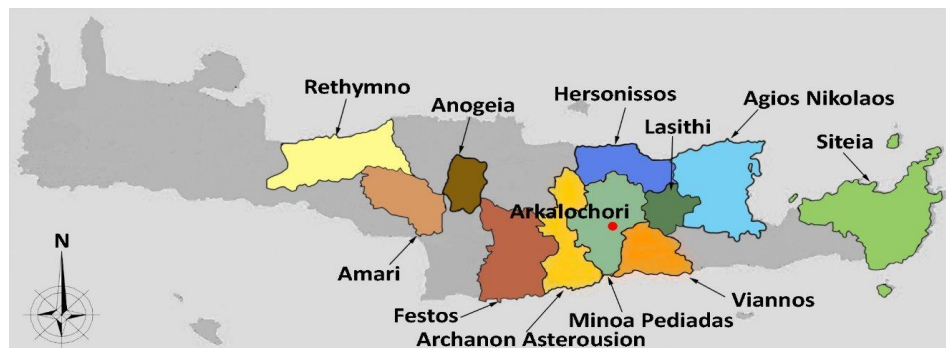 Rethymno
Anogeia
Hersonissos
Lasithi
Agios Nikolaos
Siteia
Arkalochori
N
Amari
Festos
Archanon Asterousion
Minoa Pediadas
Viannos